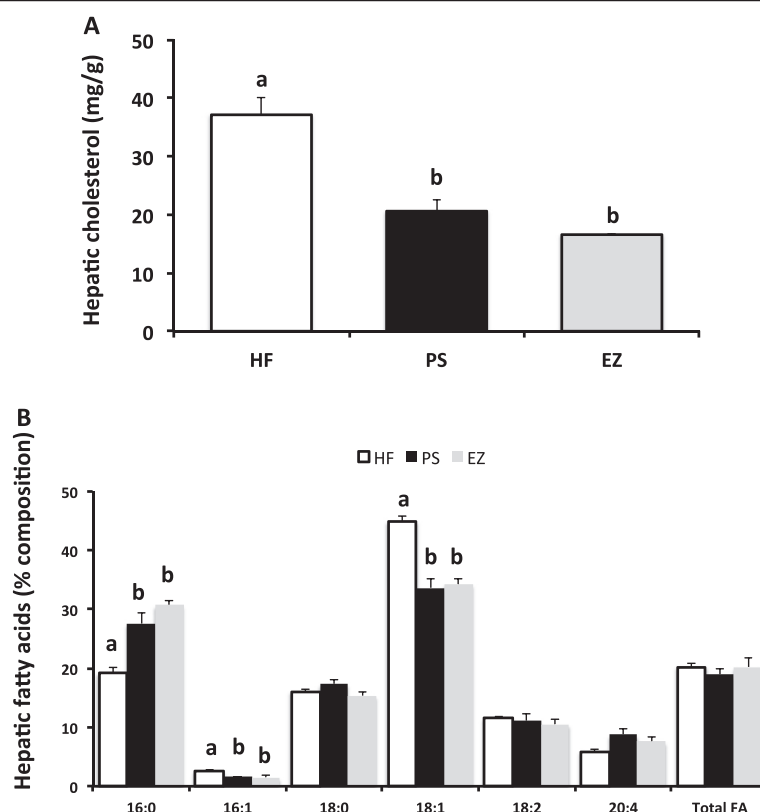 A
Hepatic cholesterol (mg/g)
50
40
30
20
10
0
a
b
b
HF PS EZ
B
Hepatic fatty acids (% composition)
HF PS EZ
50
40
30
20
10
0
a b b
a b b
a b b
16:0 16:1 18:0 18:1 18:2 20:4 Total FA